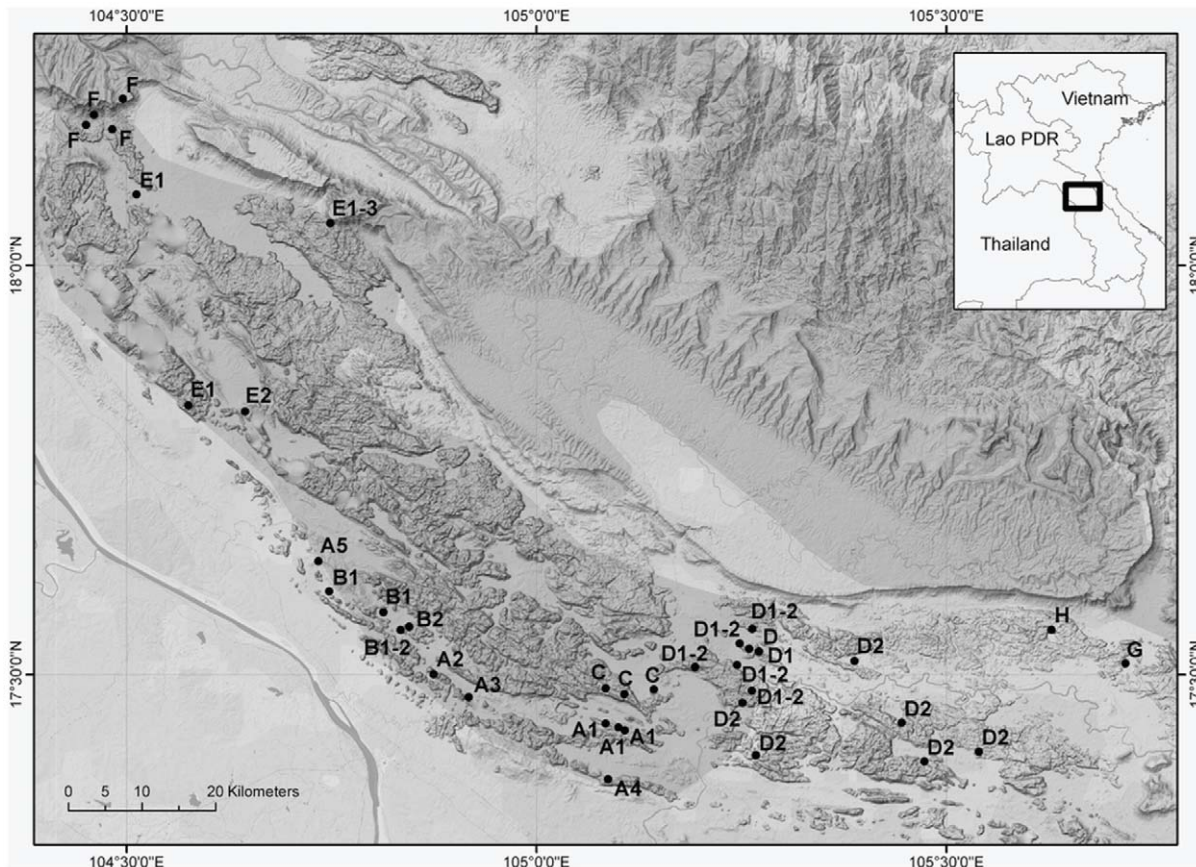 104°30'0"E 105°0'0"E 105°30'0"E
Vietnam
Lao PDR
Thailand
F
F
F
F
E1
E1-3
18°0'0"N
18°0'0"N
E1
E2
A5
B1
B1
B2
B1-2
A2
A3
C
C
C
D1-2
D1-2
D
D1
D1-2
D1-2
D1-2
D2
D2
D2
H
G
17°30'0"N
17°30'0"N
A1
A1
A1
D2
D2
D2
A4
0 10 20 Kilometers
104°30'0"E 105°0'0"E 105°30'0"E